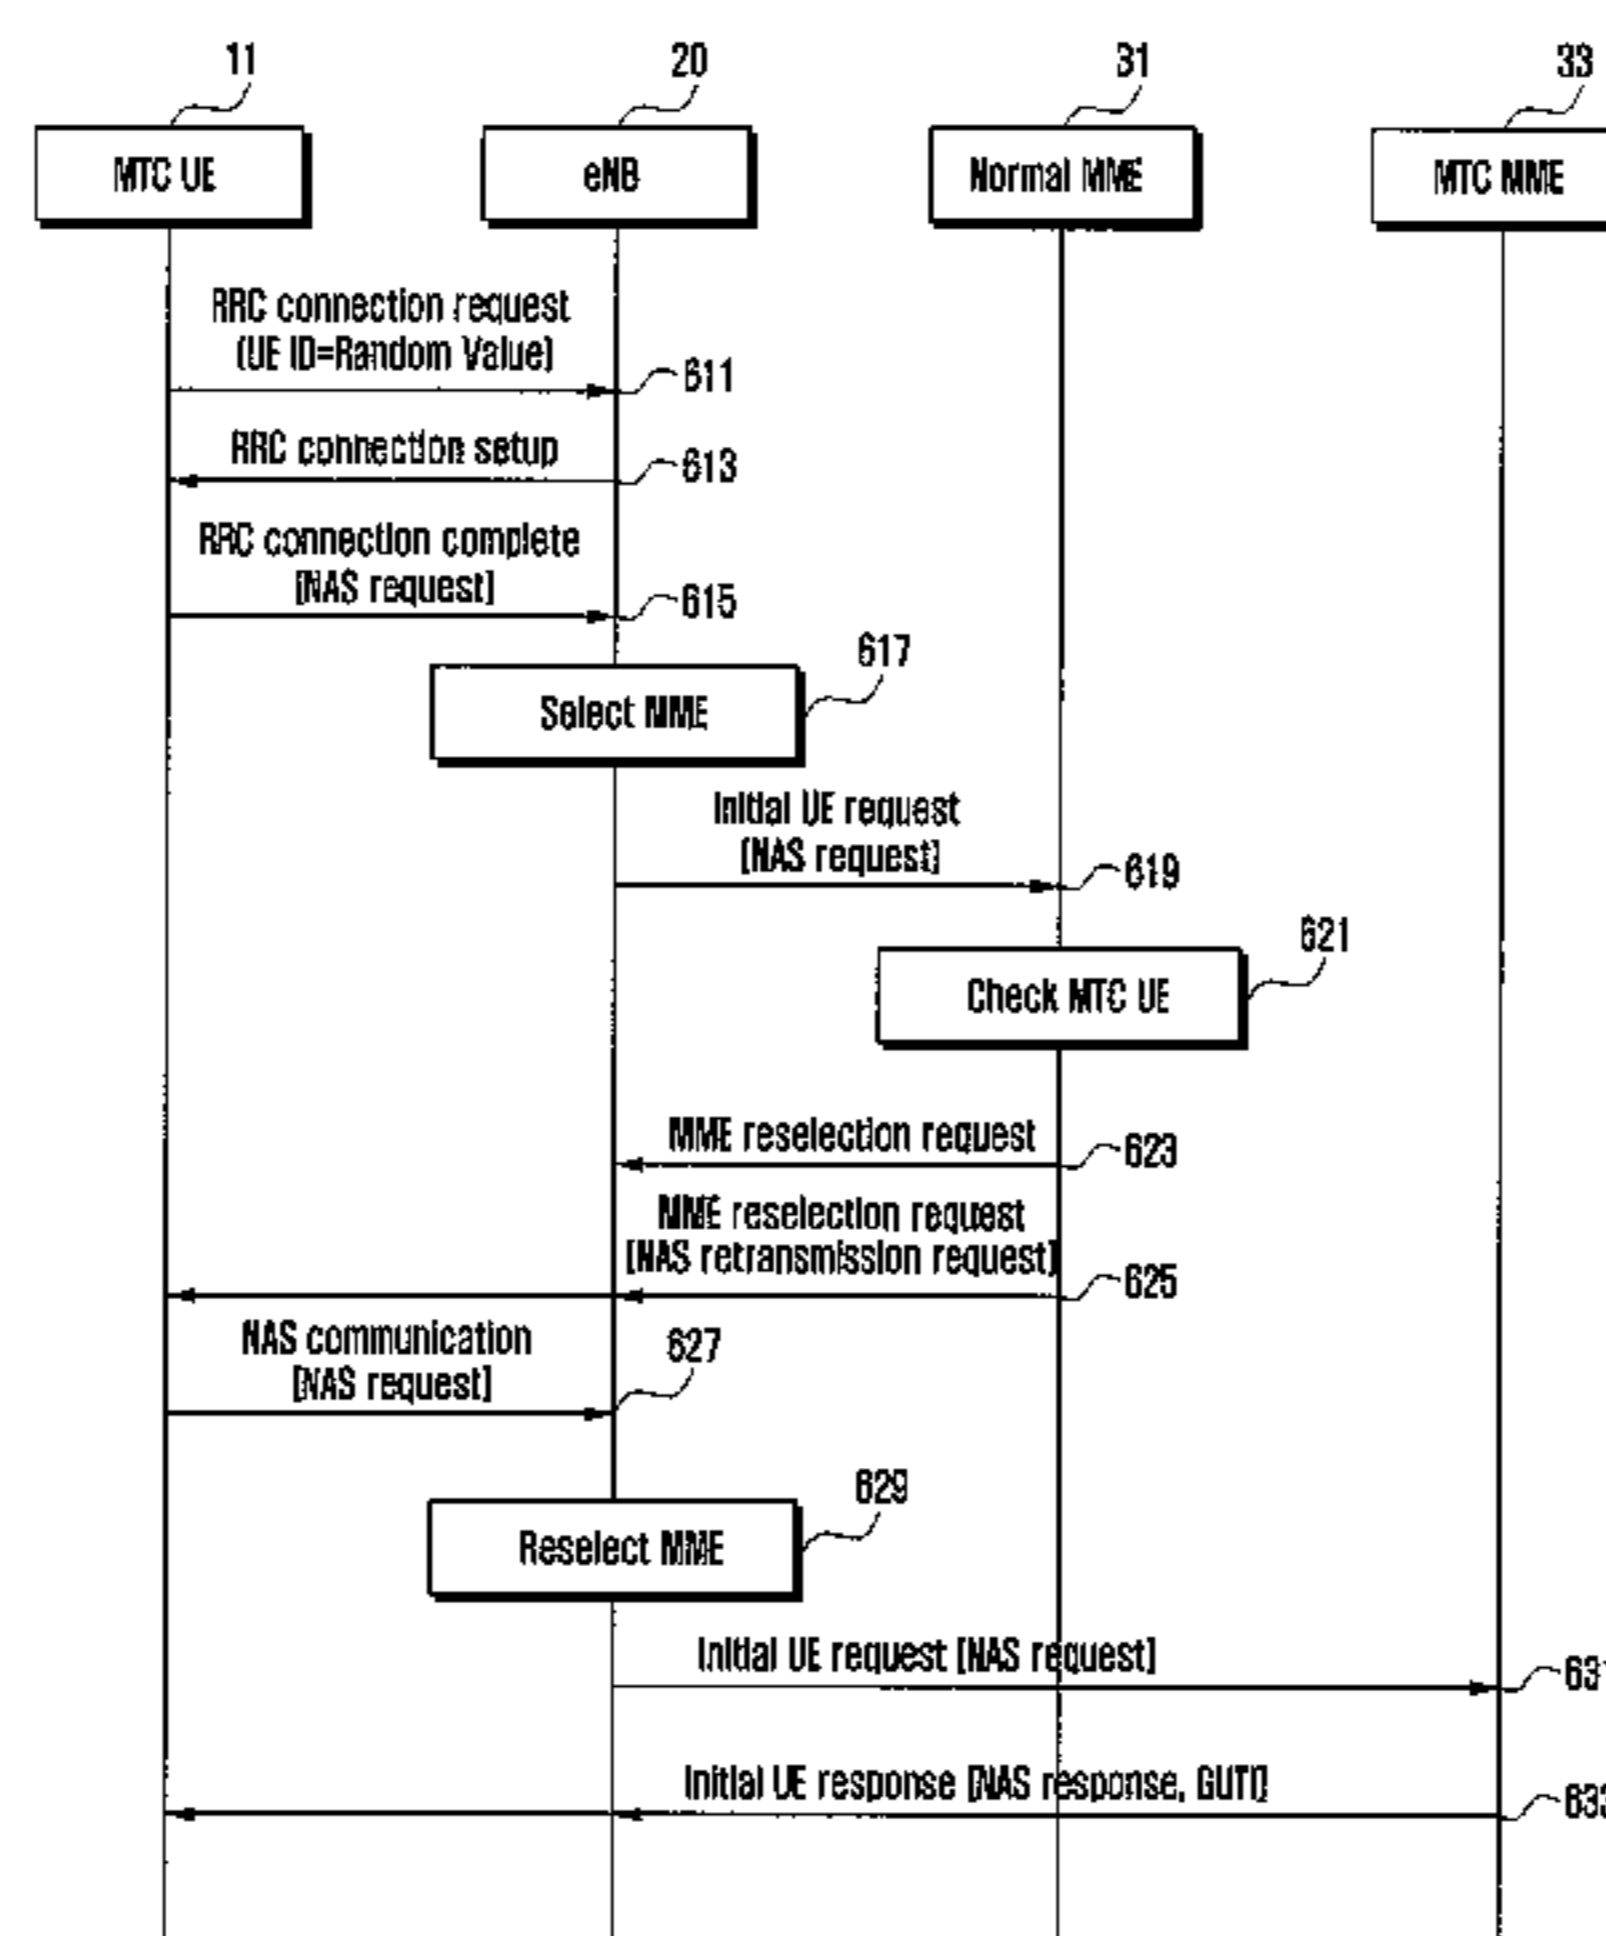 11
20
31
33
MTC UE
eNB
Normal MME
MTC MME
RRC connection request
(UE ID=Random Value)
611
RRC connection setup
613
RRC connection complete
[NAS request]
615
617
Select MME
Initial UE request
[NAS request]
619
621
Check MTC UE
MME reselection request
623
MME reselection request
[NAS retransmission request]
625
NAS communication
[NAS request]
627
629
Reselect MME
Initial UE request [NAS request]
631
Initial UE response [NAS response, GUTI]
633